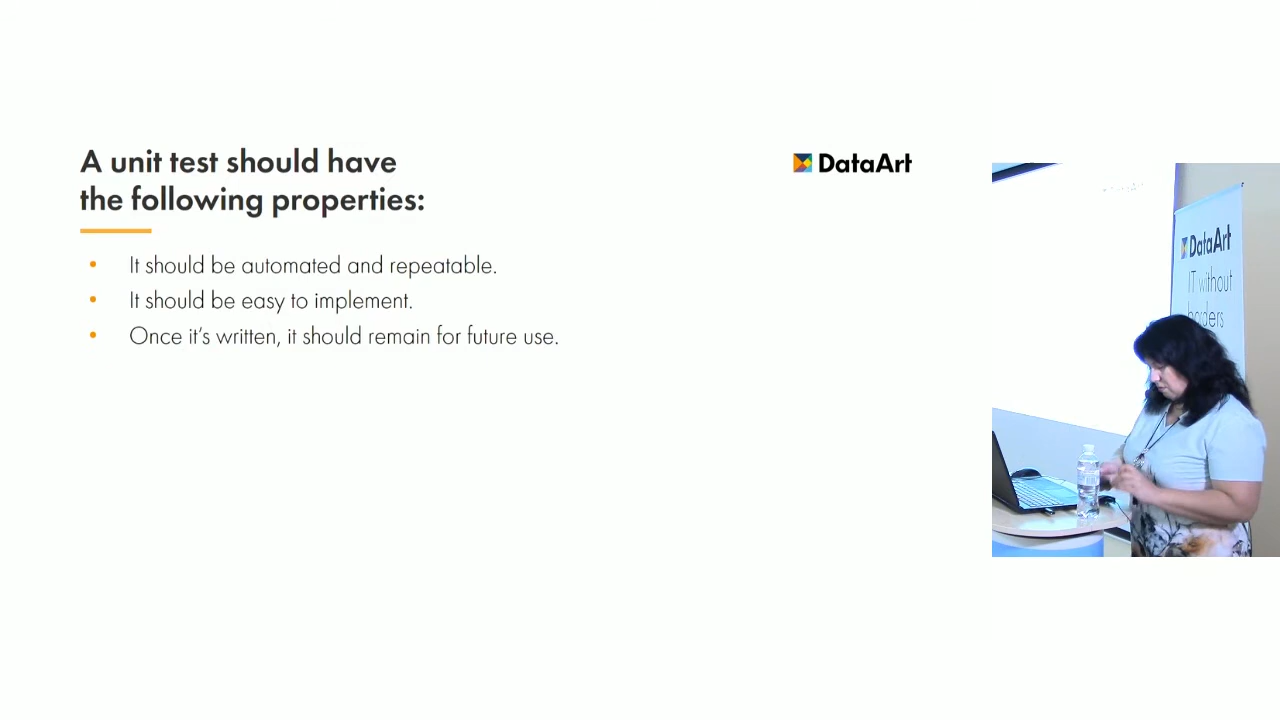 A unit test should have
the following properties:
DataArt
• It should be automated and repeatable.
• It should be easy to implement.
• Once it's written, it should remain for future use.
DataArt
IT without
borders